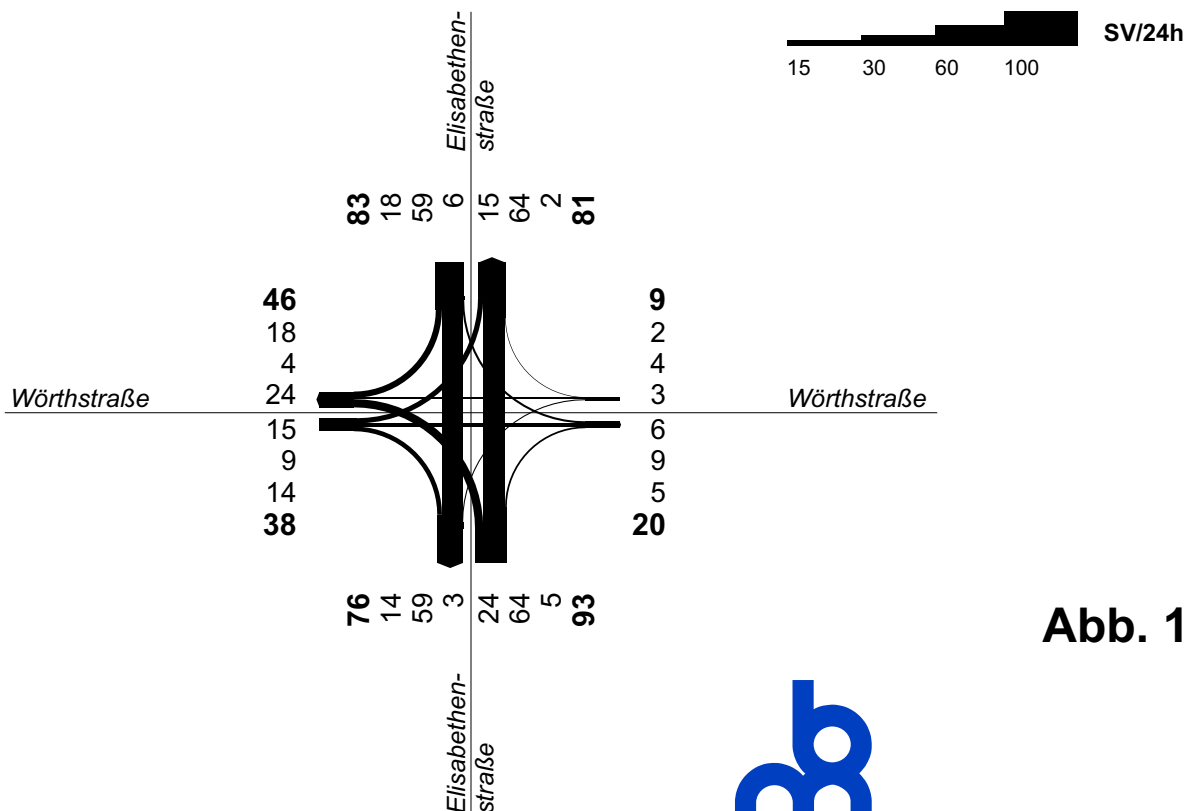 SV/24h
15 30 60 100
Elisabethen-
straße
83 18 59 6 15 64 2 81
46
18
4
24
15
9
14
38
9
2
4
3
6
9
5
20
Wörthstraße
Wörthstraße
76 14 59 3 24 64 5 93
Abb. 1
Elisabethen-
straße